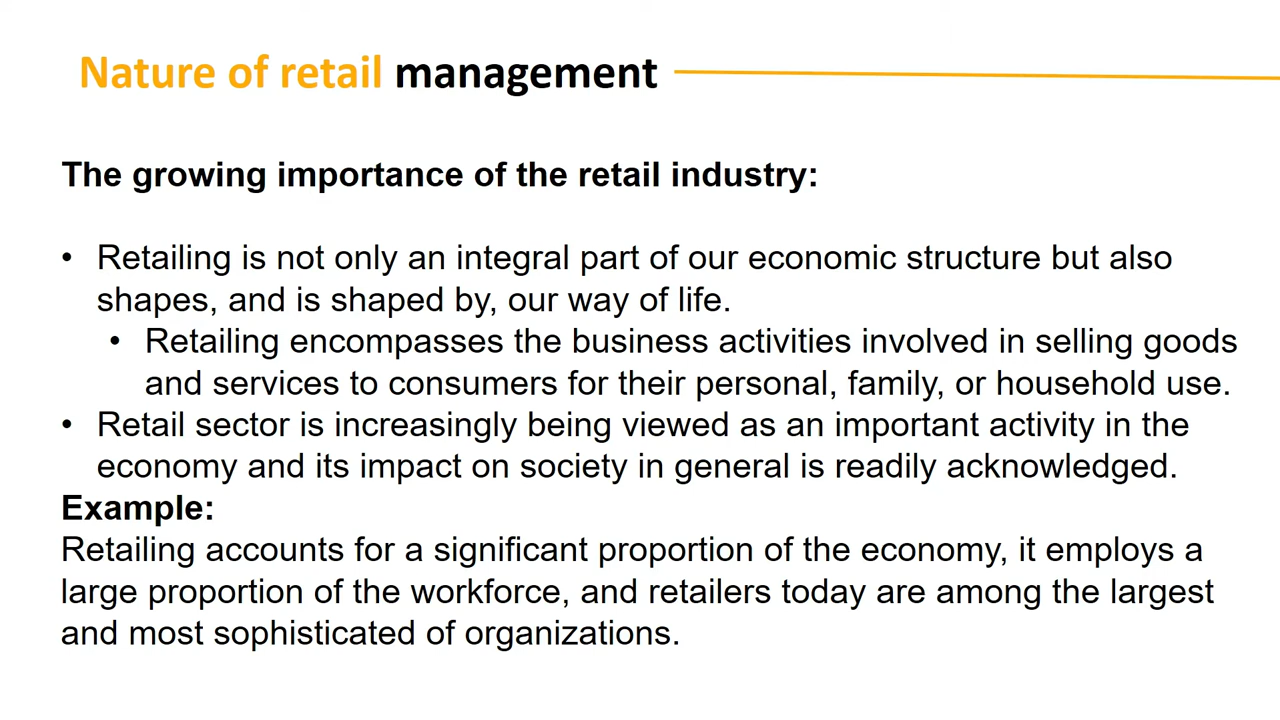 Nature of retail management
The growing importance of the retail industry:
• Retailing is not only an integral part of our economic structure but also
shapes, and is shaped by, our way of life.
• Retailing encompasses the business activities involved in selling goods
and services to consumers for their personal, family, or household use.
• Retail sector is increasingly being viewed as an important activity in the
economy and its impact on society in general is readily acknowledged.
Example:
Retailing accounts for a significant proportion of the economy, it employs a
large proportion of the workforce, and retailers today are among the largest
and most sophisticated of organizations.